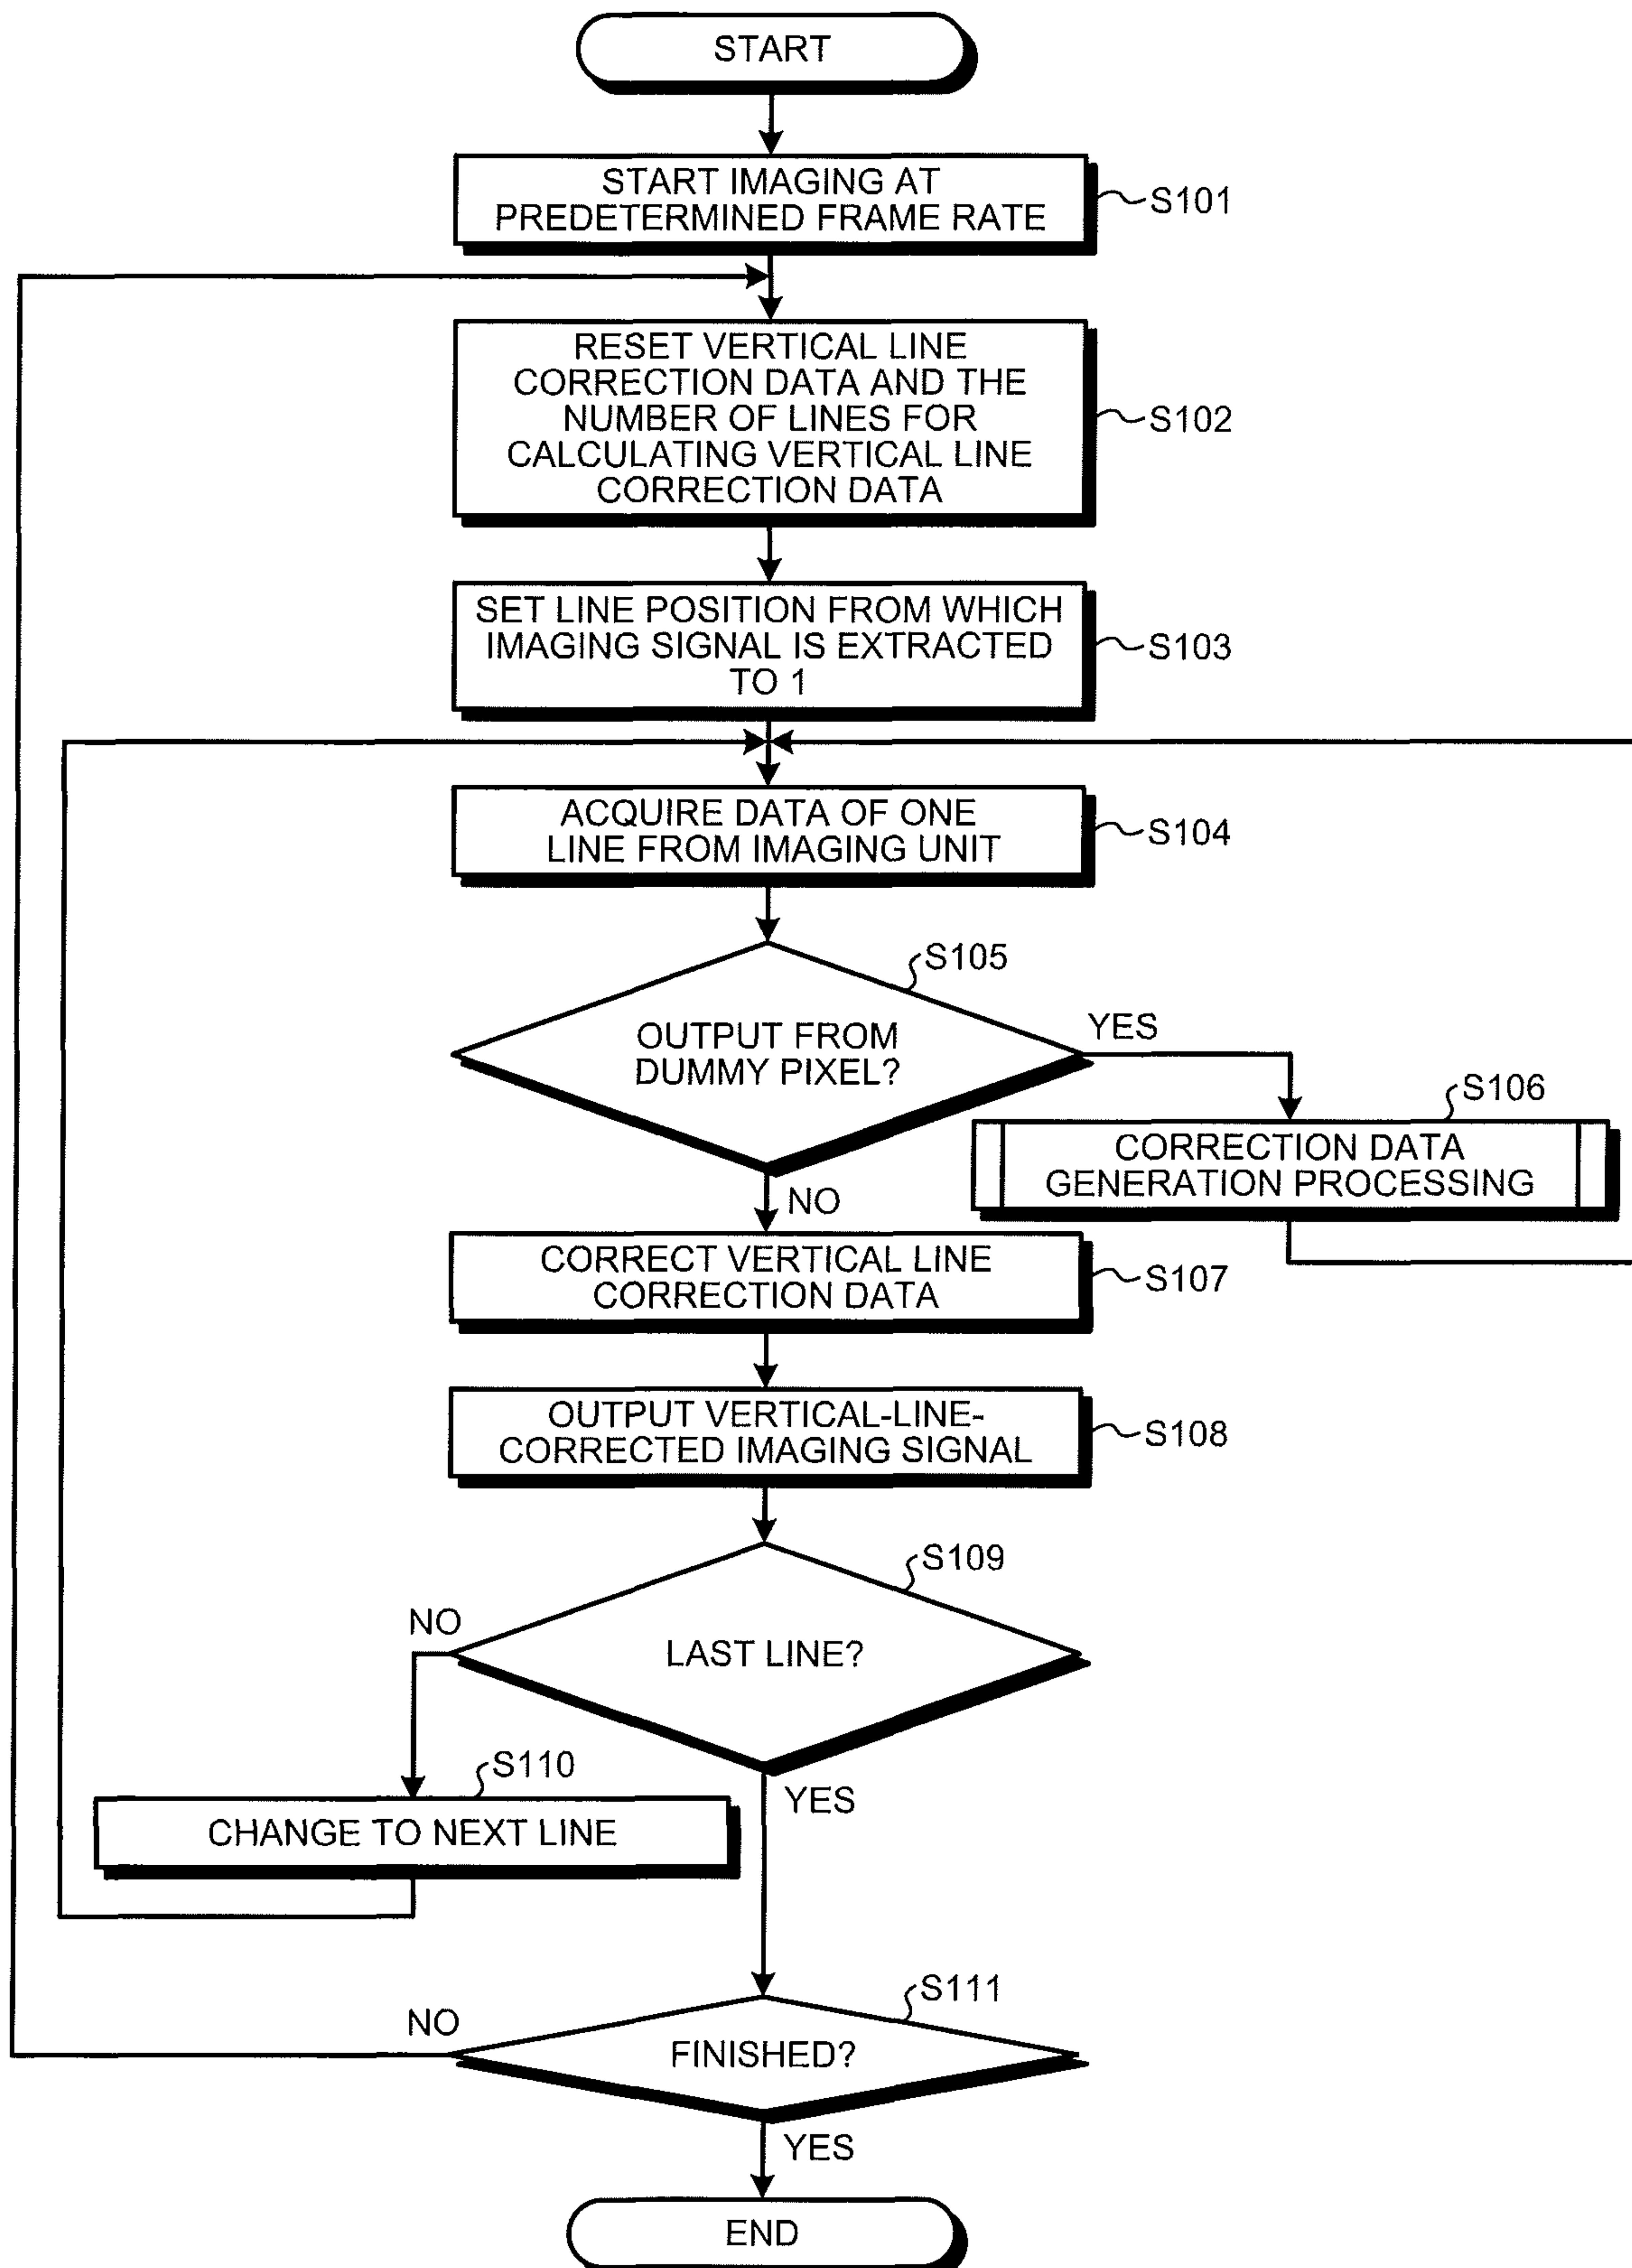 START
START IMAGING AT
PREDETERMINED FRAME RATE
S101
RESET VERTICAL LINE
CORRECTION DATA AND THE
NUMBER OF LINES FOR
CALCULATING VERTICAL LINE
CORRECTION DATA
S102
SET LINE POSITION FROM WHICH
IMAGING SIGNAL IS EXTRACTED
TO 1
S103
ACQUIRE DATA OF ONE
LINE FROM IMAGING UNIT
S104
S105
OUTPUT FROM
DUMMY PIXEL?
YES
S106
CORRECTION DATA
GENERATION PROCESSING
NO
CORRECT VERTICAL LINE
CORRECTION DATA
S107
OUTPUT VERTICAL-LINE-
CORRECTED IMAGING SIGNAL
S108
S109
NO
LAST LINE?
S110
YES
CHANGE TO NEXT LINE
S111
NO
FINISHED?
YES
END